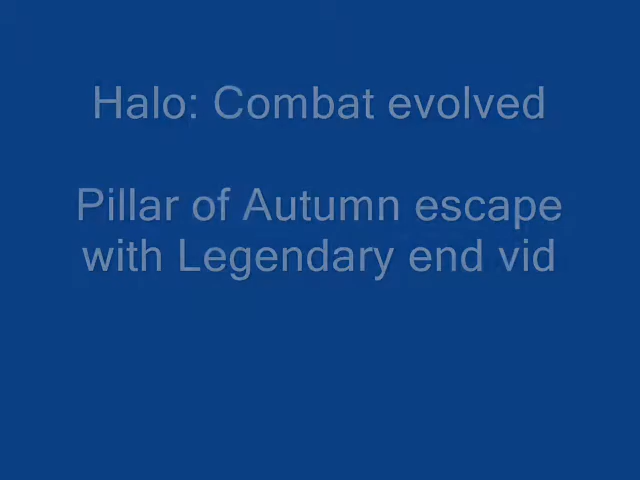 Halo: Combat evolved
Pillar of Autumn escape
with Legendary end vid